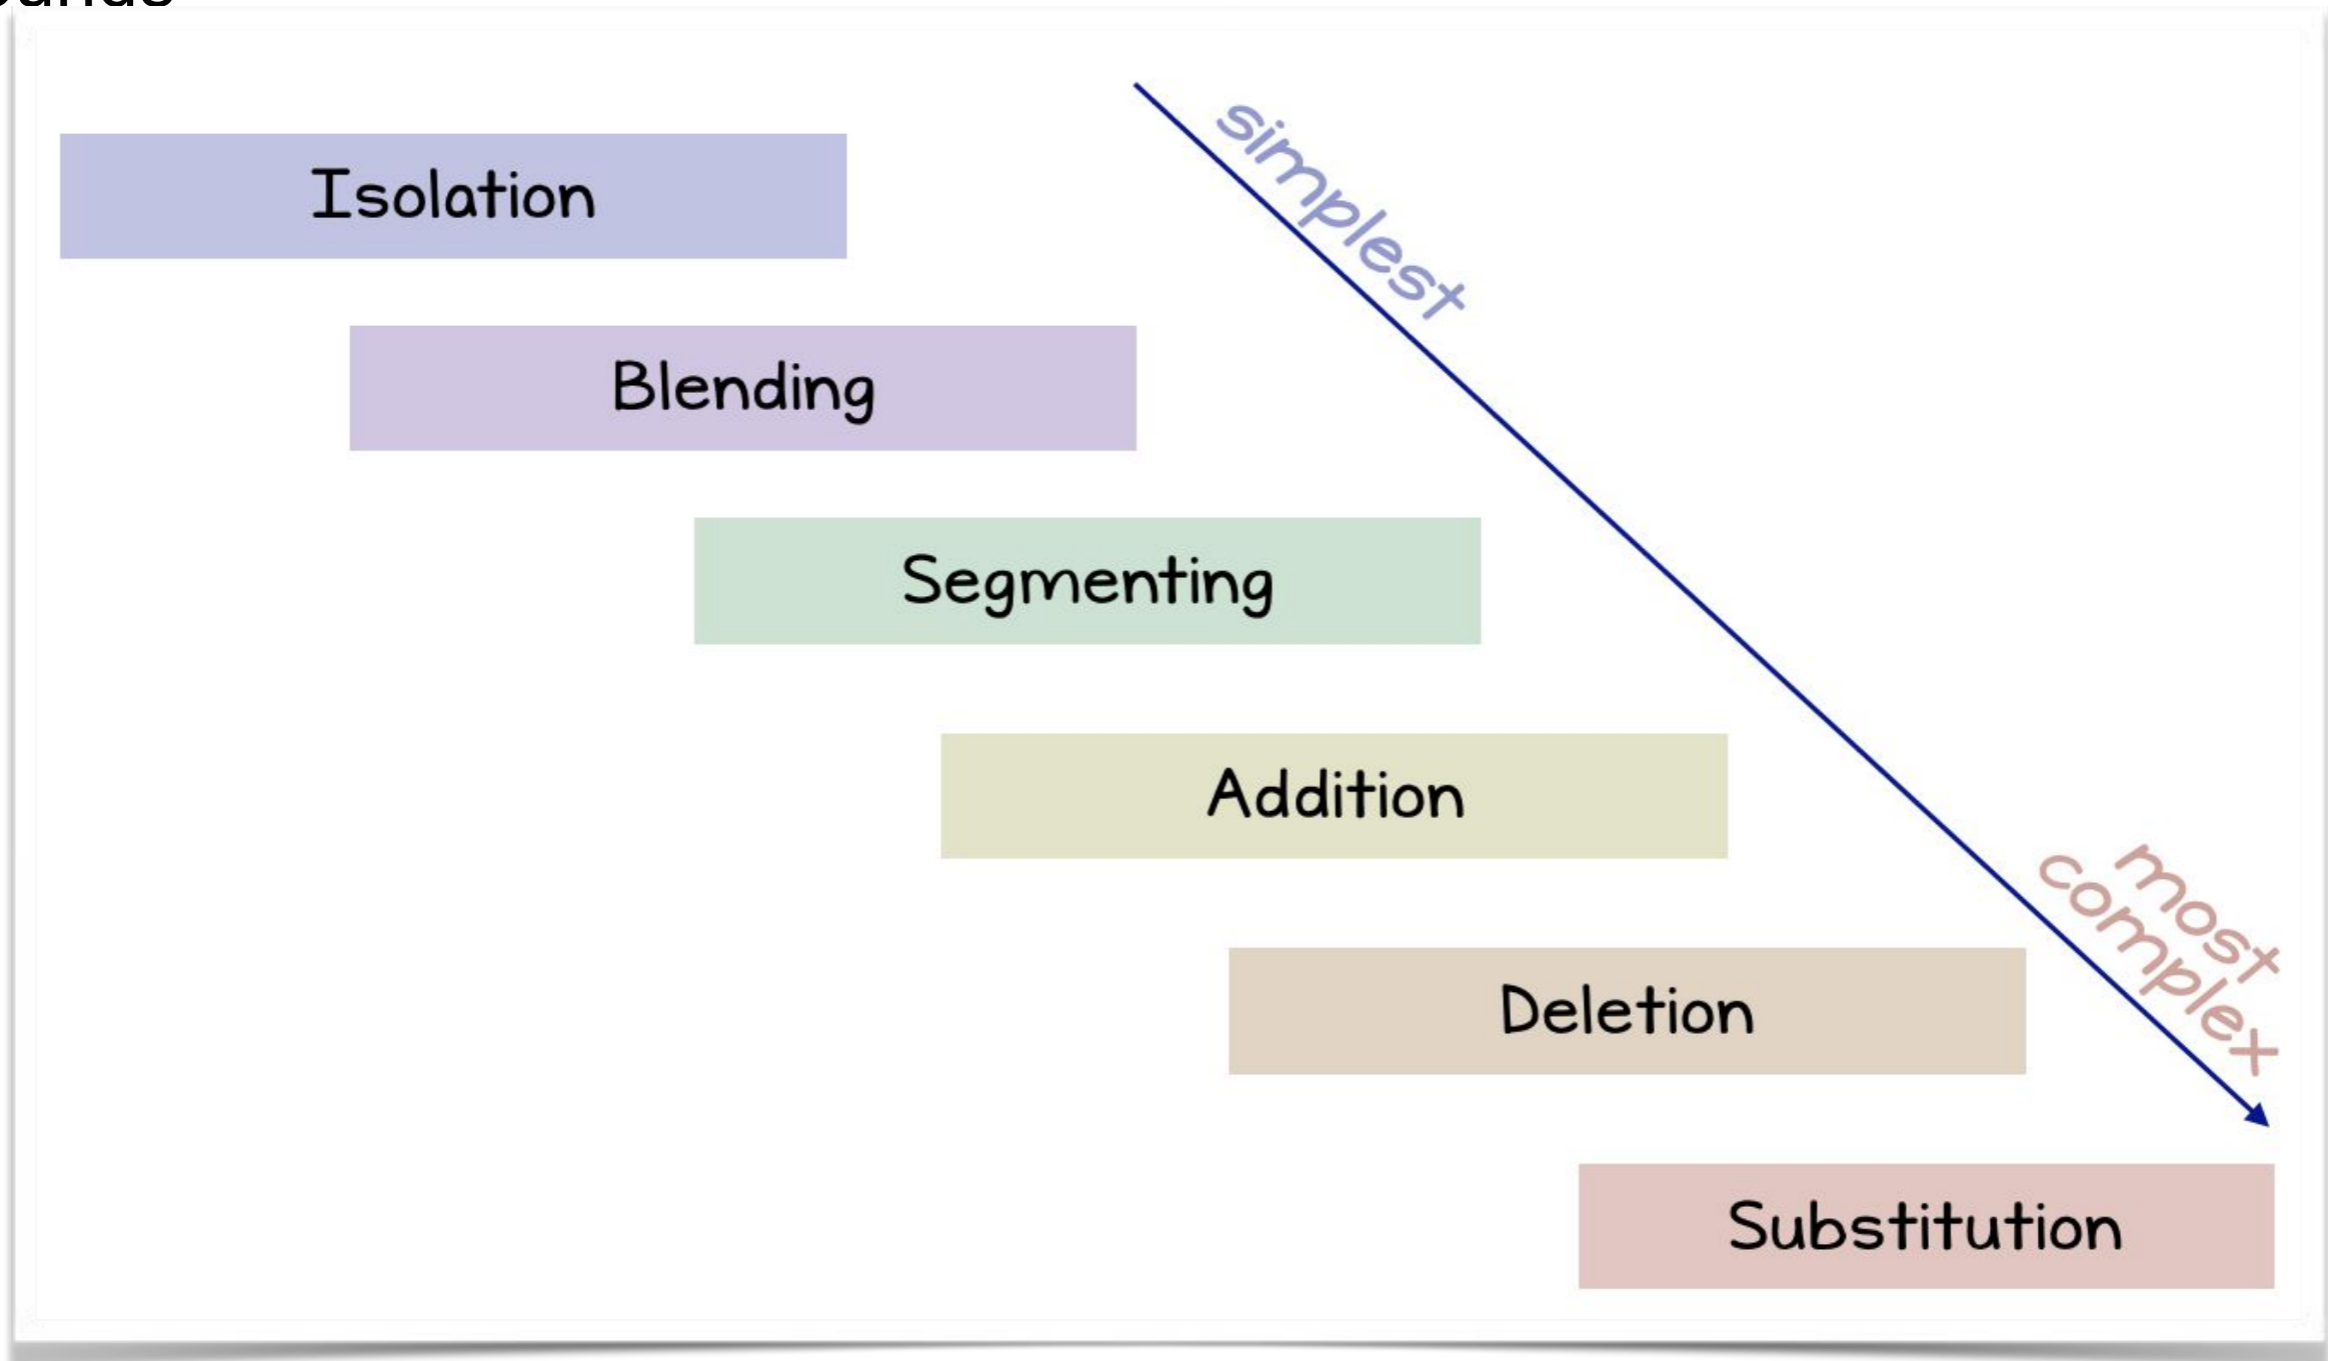 Isolation
simplest
Blending
Segmenting
Addition
most
complex
Deletion
Substitution